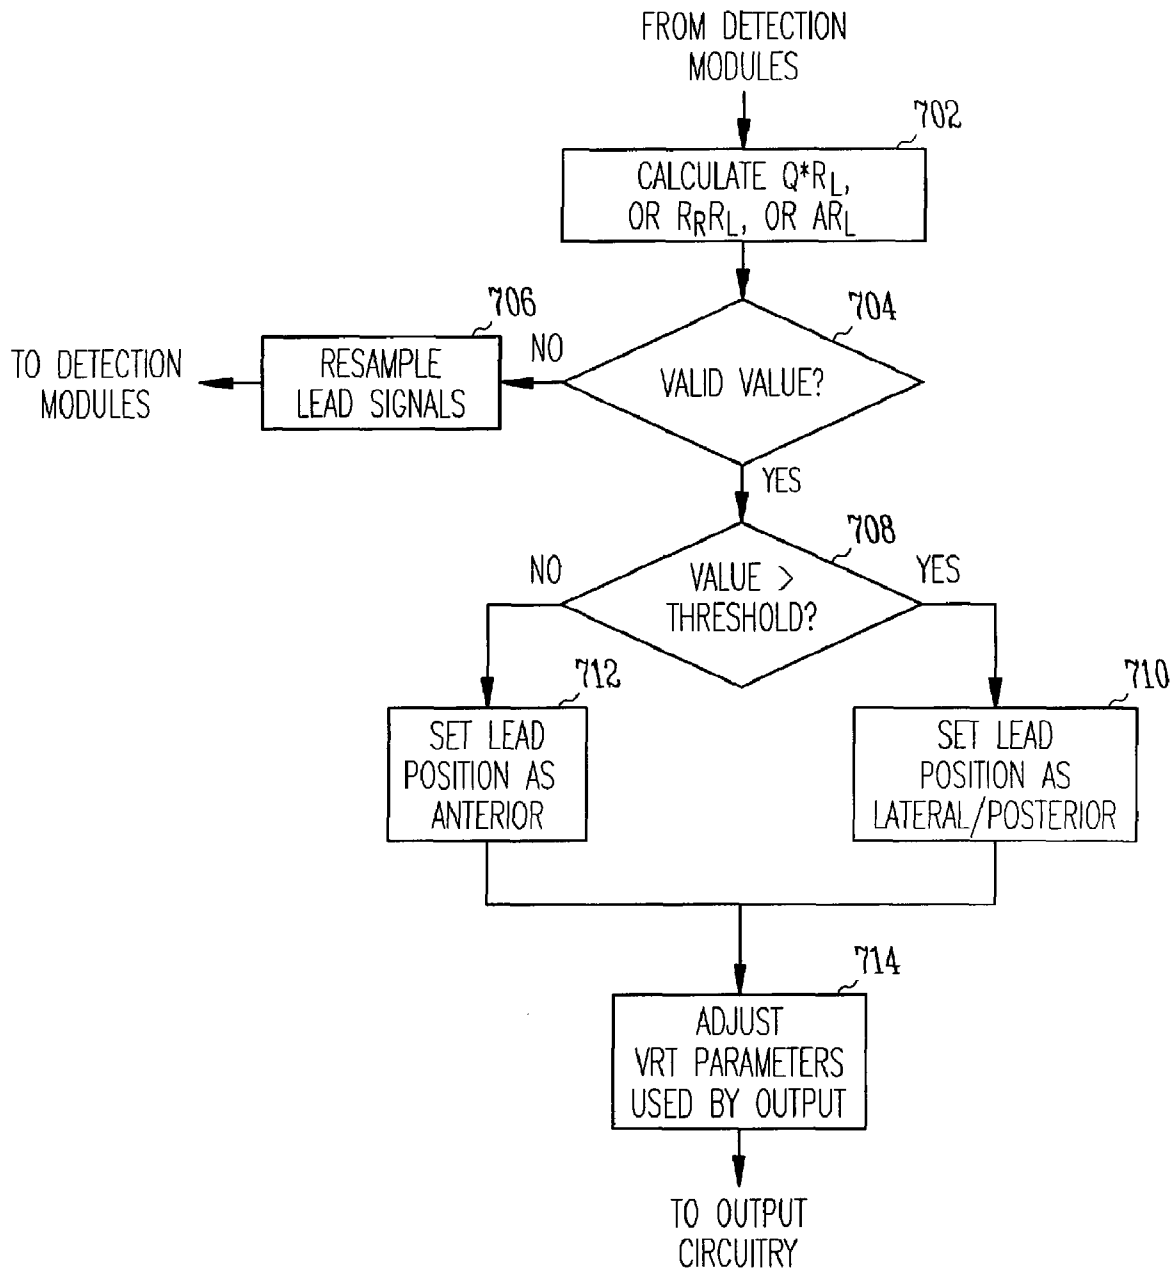 FROM DETECTION
MODULES
702
CALCULATE Q*RL,
OR RRRL, OR ARL
706
704
TO DETECTION
MODULES
RESAMPLE
LEAD SIGNALS
NO
VALID VALUE?
YES
708
NO
VALUE >
THRESHOLD?
YES
712
710
SET LEAD
POSITION AS
ANTERIOR
SET LEAD
POSITION AS
LATERAL/POSTERIOR
714
ADJUST
VRT PARAMETERS
USED BY OUTPUT
TO OUTPUT
CIRCUITRY